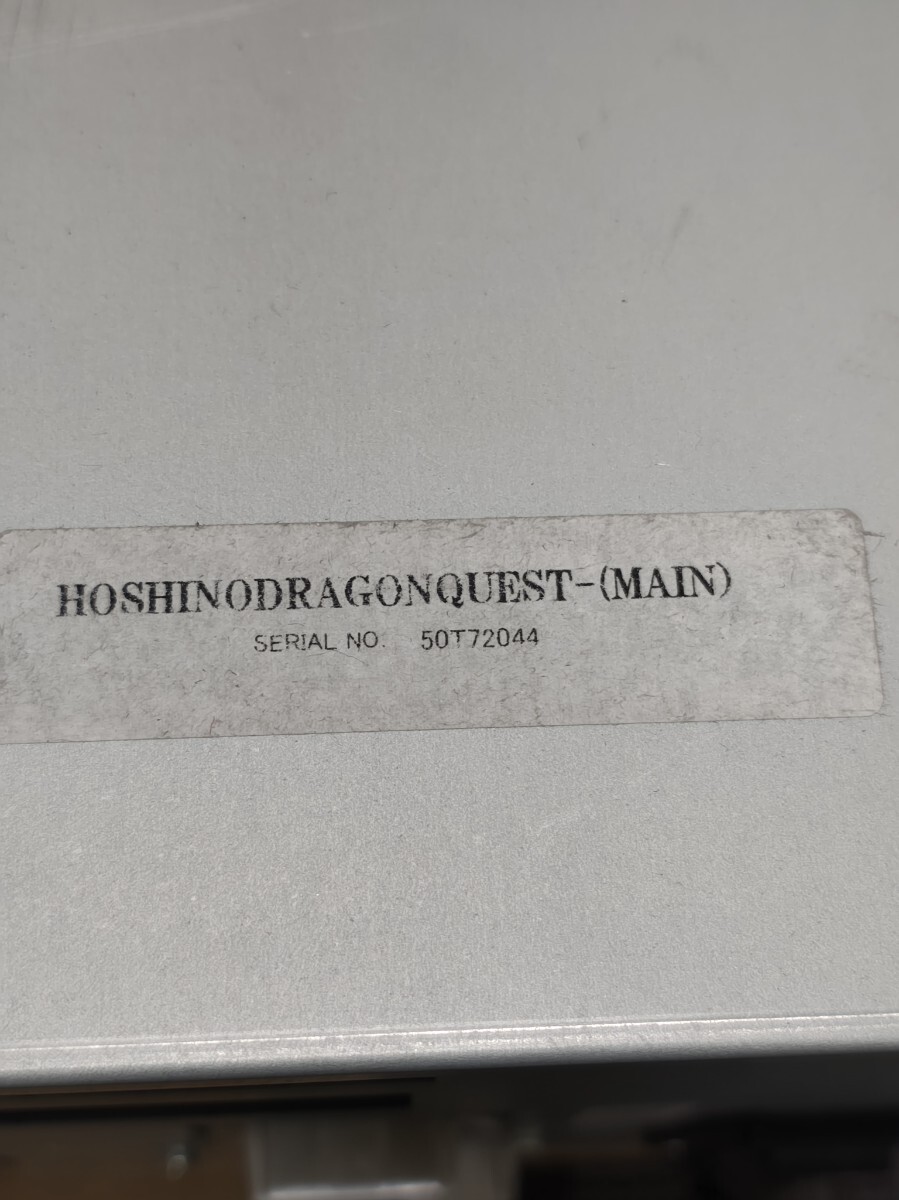 HOSHINODRAGONQUEST-(MAIN)
SERIAL NO. 50T72044